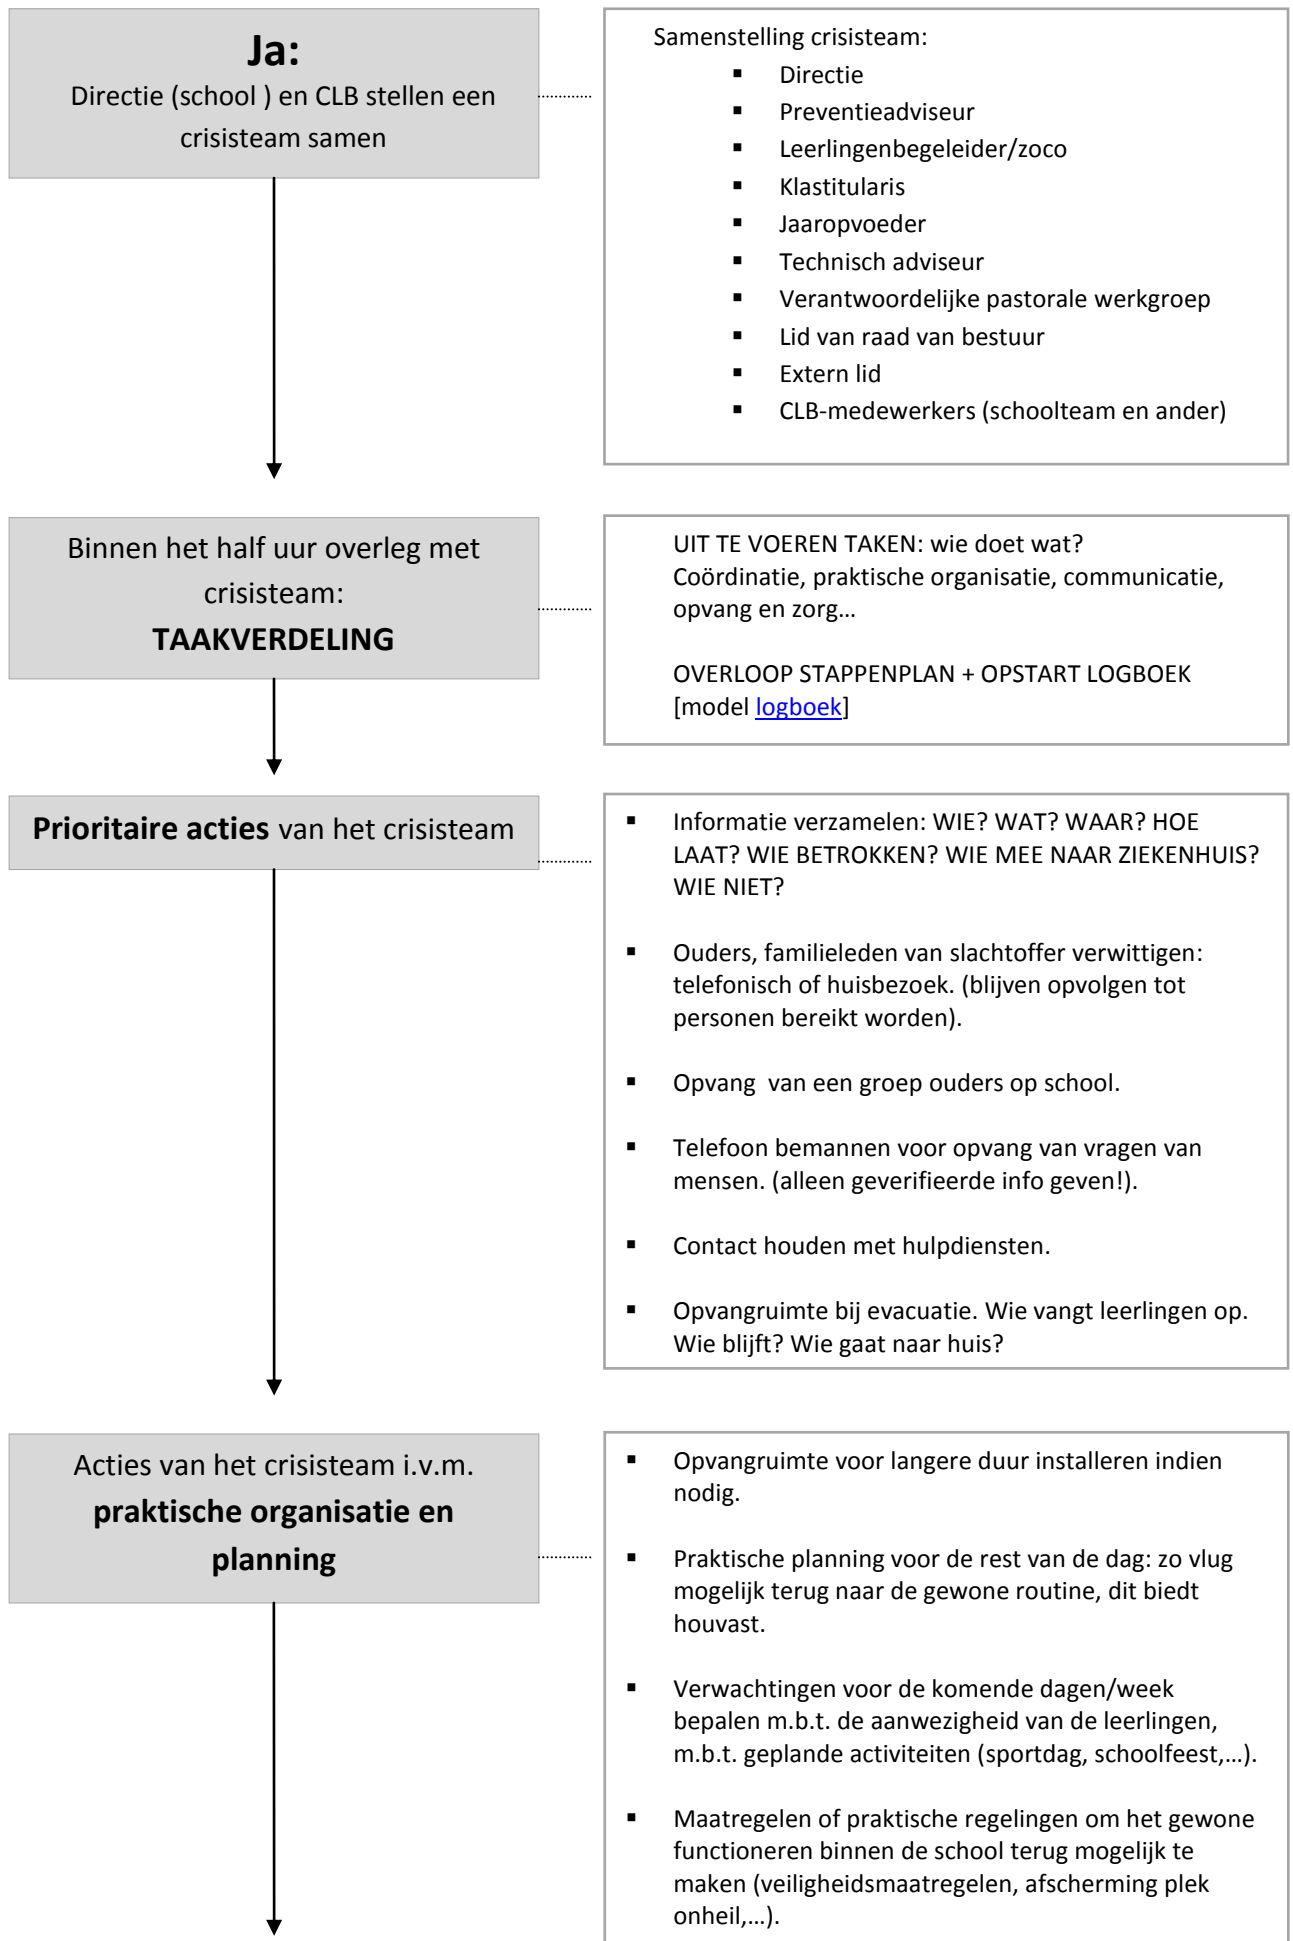 Ja:
Directie (school ) en CLB stellen een
crisisteam samen
Samenstelling crisisteam:
▪ Directie
▪ Preventieadviseur
▪ Leerlingenbegeleider/zoco
▪ Klastitularis
▪ Jaaropvoeder
▪ Technisch adviseur
▪ Verantwoordelijke pastorale werkgroep
▪ Lid van raad van bestuur
▪ Extern lid
▪ CLB-medewerkers (schoolteam en ander)
Binnen het half uur overleg met
crisisteam:
TAAKVERDELING
UIT TE VOEREN TAKEN: wie doet wat?
Coördinatie, praktische organisatie, communicatie,
opvang en zorg…
OVERLOOP STAPPENPLAN + OPSTART LOGBOEK
[model logboek]
Prioritaire acties van het crisisteam
▪ Informatie verzamelen: WIE? WAT? WAAR? HOE
LAAT? WIE BETROKKEN? WIE MEE NAAR ZIEKENHUIS?
WIE NIET?
▪ Ouders, familieleden van slachtoffer verwittigen:
telefonisch of huisbezoek. (blijven opvolgen tot
personen bereikt worden).
▪ Opvang  van een groep ouders op school.
▪ Telefoon bemannen voor opvang van vragen van
mensen. (alleen geverifieerde info geven!).
▪ Contact houden met hulpdiensten.
▪ Opvangruimte bij evacuatie. Wie vangt leerlingen op.
Wie blijft? Wie gaat naar huis?
Acties van het crisisteam i.v.m.
praktische organisatie en
planning
▪ Opvangruimte voor langere duur installeren indien
nodig.
▪ Praktische planning voor de rest van de dag: zo vlug
mogelijk terug naar de gewone routine, dit biedt
houvast.
▪ Verwachtingen voor de komende dagen/week
bepalen m.b.t. de aanwezigheid van de leerlingen,
m.b.t. geplande activiteiten (sportdag, schoolfeest,…).
▪ Maatregelen of praktische regelingen om het gewone
functioneren binnen de school terug mogelijk te
maken (veiligheidsmaatregelen, afscherming plek
onheil,…).